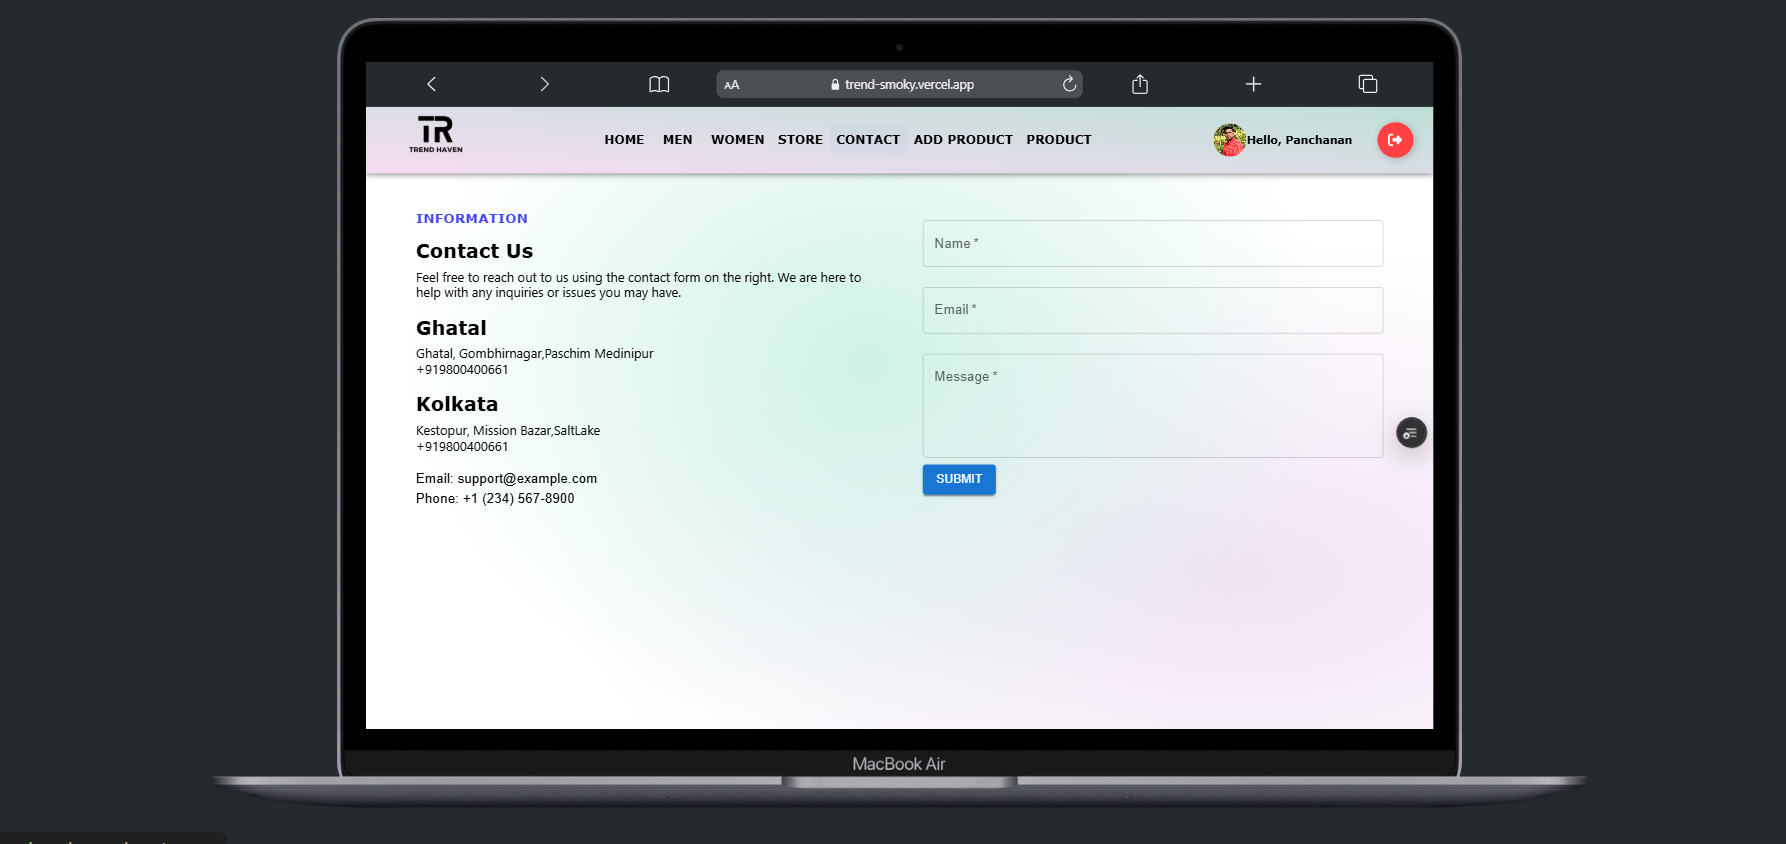 AA trend-smoky.vercel.app
TR
TREND HAVEN
HOME MEN WOMEN STORE CONTACT ADD PRODUCT PRODUCT
Hello, Panchanan
INFORMATION
Contact Us
Feel free to reach out to us using the contact form on the right. We are here to
help with any inquiries or issues you may have.
Ghatal
Ghatal, Gombhirnagar,Paschim Medinipur
+919800400661
Kolkata
Kestopur, Mission Bazar,SaltLake
+919800400661
Email: support@example.com
Phone: +1 (234) 567-8900
Name *
Email *
Message *
SUBMIT
MacBook Air